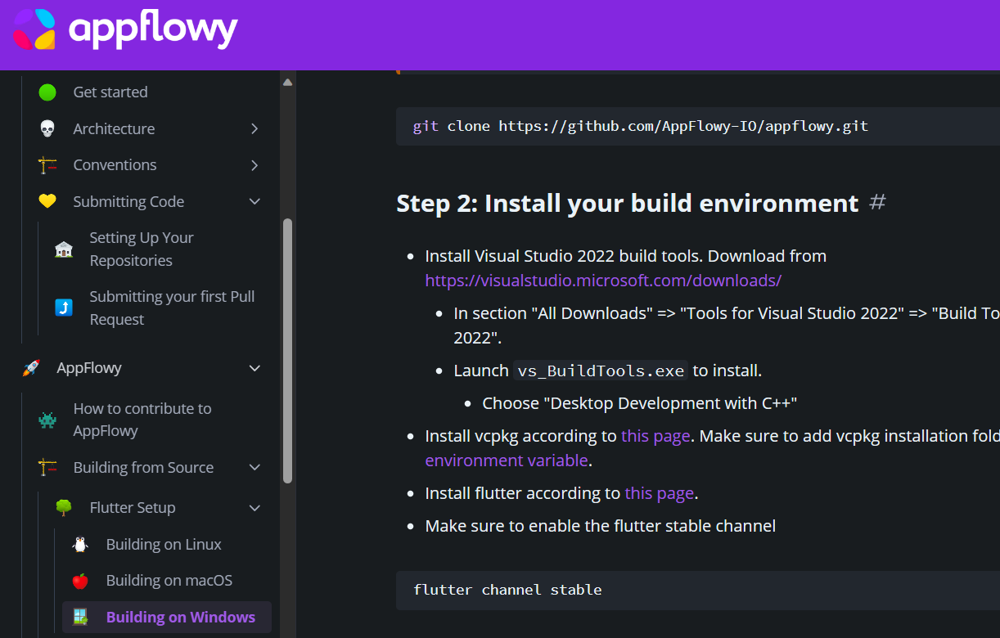 appflowy
Get started
Architecture
Conventions
Submitting Code
Setting Up Your
Repositories
Submitting your first Pull
Request
AppFlowy
How to contribute to
AppFlowy
Building from Source
Flutter Setup
Building on Linux
Building on macOS
Building on Windows
git clone https://github.com/AppFlowy-IO/appflowy.git
Step 2: Install your build environment #
Install Visual Studio 2022 build tools. Download from
https://visualstudio.microsoft.com/downloads/
In section "All Downloads" => "Tools for Visual Studio 2022" => "Build To
2022".
Launch vs_BuildTools.exe to install.
Choose "Desktop Development with C++"
Install vcpkg according to this page. Make sure to add vcpkg installation fold
environment variable.
Install flutter according to this page.
Make sure to enable the flutter stable channel
flutter channel stable